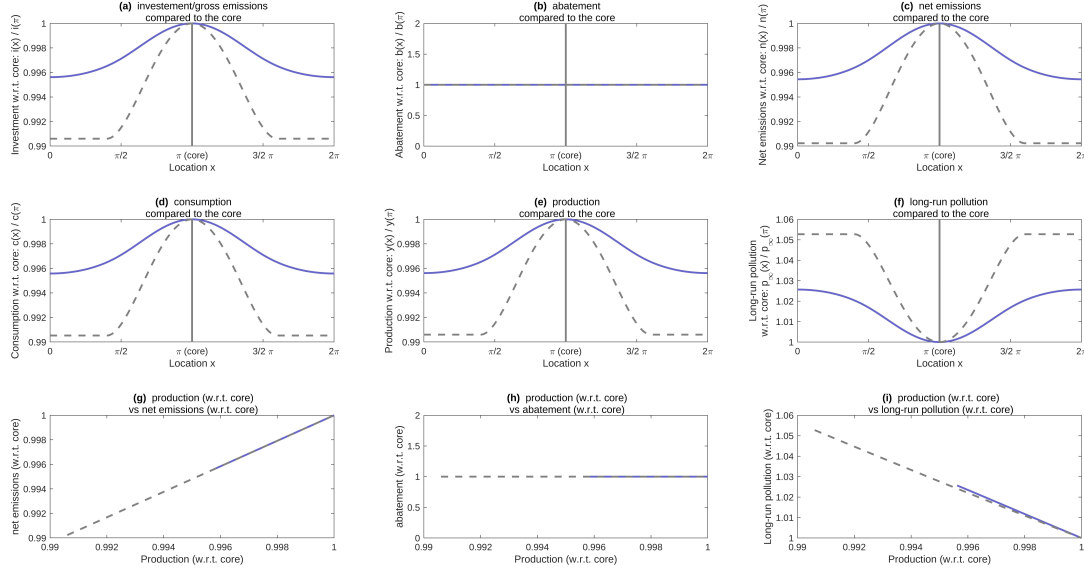 (a) investement/gross emissions
compared to the core
Investment w.r.t. core: i(x) / i(π)
1
0.998
0.996
0.994
0.992
0.99
0
π/2
π (core)
3/2 π
2π
Location x
(b) abatement
compared to the core
Abatement w.r.t. core: b(x) / b(π)
2
1.5
1
0.5
0
0
π/2
π (core)
3/2 π
2π
Location x
(c) net emissions
compared to the core
Net emissions w.r.t. core: n(x) / n(π)
1
0.998
0.996
0.994
0.992
0.99
0
π/2
π (core)
3/2 π
2π
Location x
(d) consumption
compared to the core
Consumption w.r.t. core: c(x) / c(π)
1
0.998
0.996
0.994
0.992
0.99
0
π/2
π (core)
3/2 π
2π
Location x
(e) production
compared to the core
Production w.r.t. core: y(x) / y(π)
1
0.998
0.996
0.994
0.992
0.99
0
π/2
π (core)
3/2 π
2π
Location x
(f) long-run pollution
compared to the core
Long-run pollution
w.r.t. core: p∞(x) / p∞(π)
1.06
1.05
1.04
1.03
1.02
1.01
1
0
π/2
π (core)
3/2 π
2π
Location x
(g) production (w.r.t. core)
vs net emissions (w.r.t. core)
net emissions (w.r.t. core)
1
0.998
0.996
0.994
0.992
0.99
0.99
0.992
0.994
0.996
0.998
1
Production (w.r.t. core)
(h) production (w.r.t. core)
vs abatement (w.r.t. core)
abatement (w.r.t. core)
2
1.5
1
0.5
0
0.99
0.992
0.994
0.996
0.998
1
Production (w.r.t. core)
(i) production (w.r.t. core)
vs long-run pollution (w.r.t. core)
Long-run pollution (w.r.t. core)
1.06
1.05
1.04
1.03
1.02
1.01
1
0.99
0.992
0.994
0.996
0.998
1
Production (w.r.t. core)